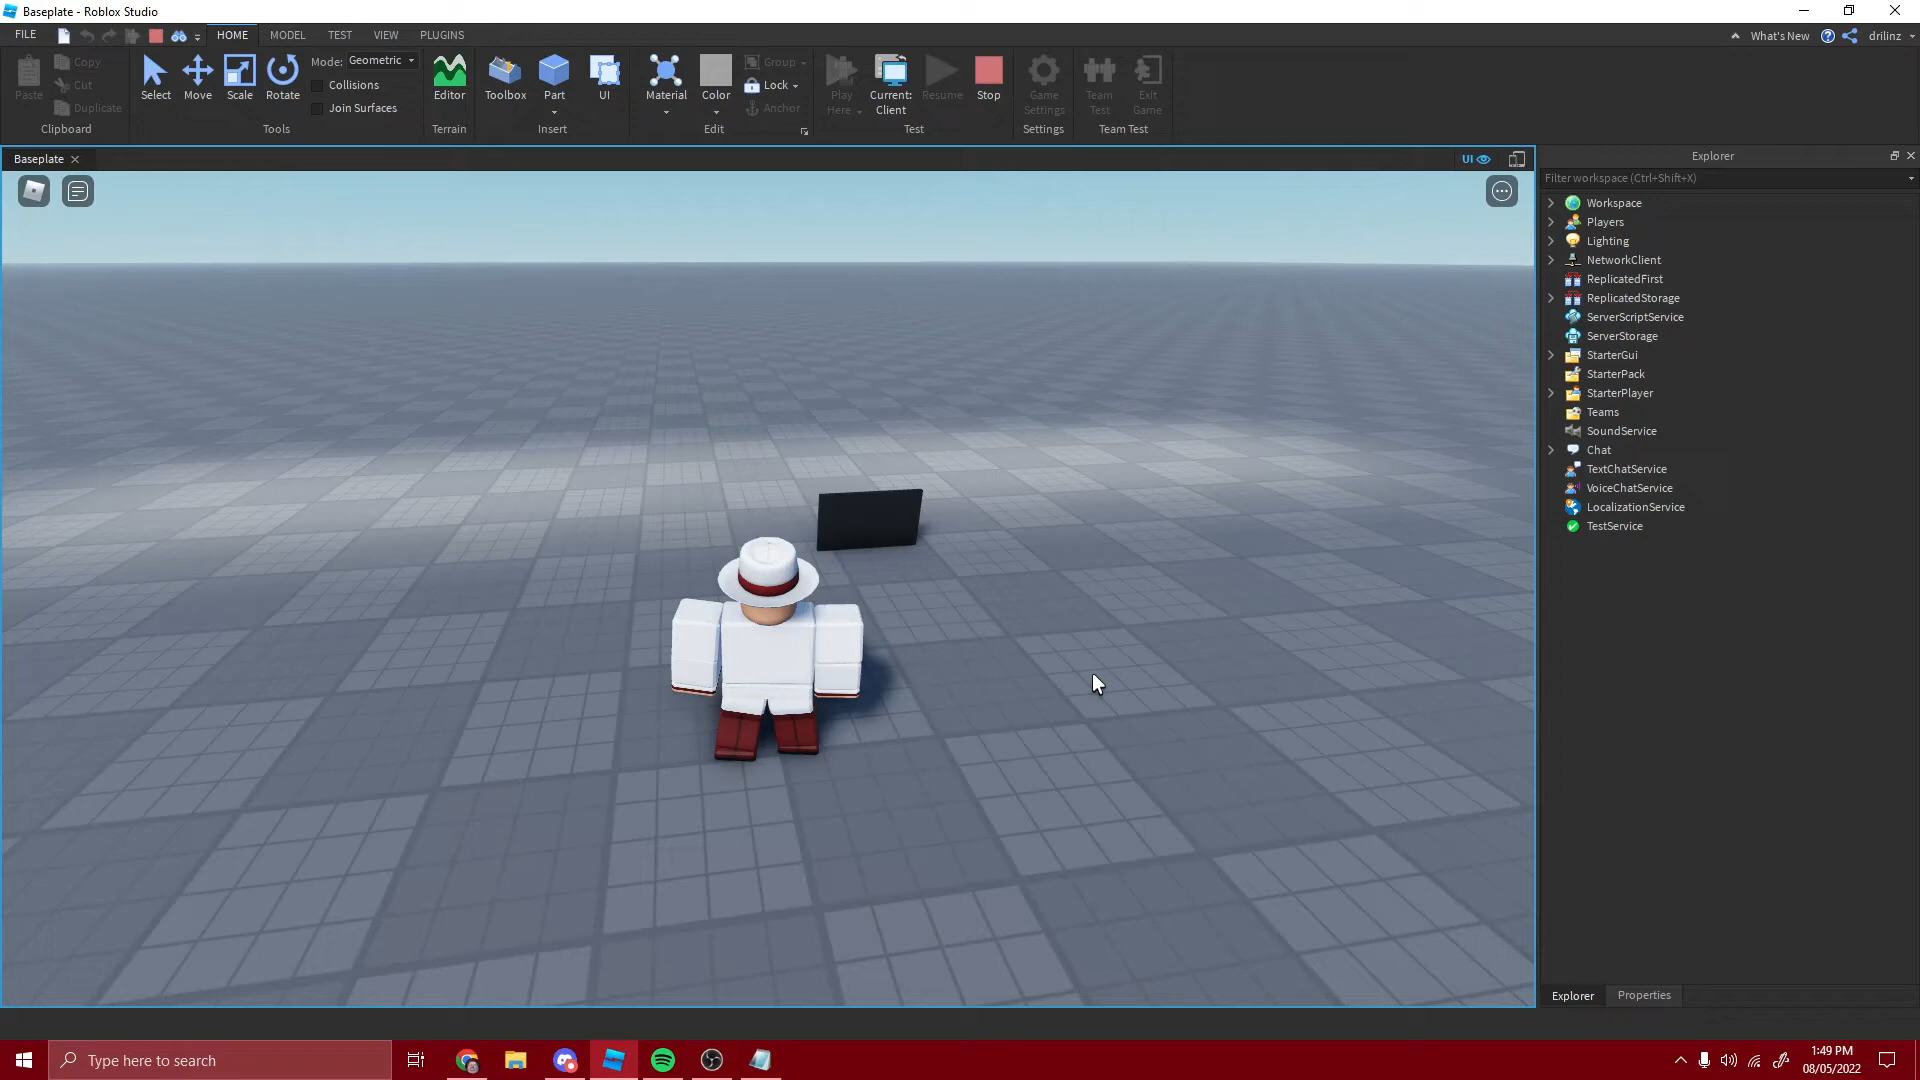 Baseplate - Roblox Studio
FILE HOME MODEL TEST VIEW PLUGINS What's New drilinz
Paste Copy Cut Duplicate
Clipboard
Select Move Scale Rotate
Mode: Geometric
Collisions
Join Surfaces
Tools
Editor
Terrain
Toolbox Part UI
Insert
Material Color
Group
Lock
Anchor
Edit
Play Here
Current: Client
Resume Stop
Test
Game Settings
Settings
Team Test
Exit Game
Team Test
Baseplate
UI
Explorer
Filter workspace (Ctrl+Shift+X)
Workspace
Players
Lighting
NetworkClient
ReplicatedFirst
ReplicatedStorage
ServerScriptService
ServerStorage
StarterGui
StarterPack
StarterPlayer
Teams
SoundService
Chat
TextChatService
VoiceChatService
LocalizationService
TestService
Explorer Properties
Type here to search
1:49 PM
08/05/2022